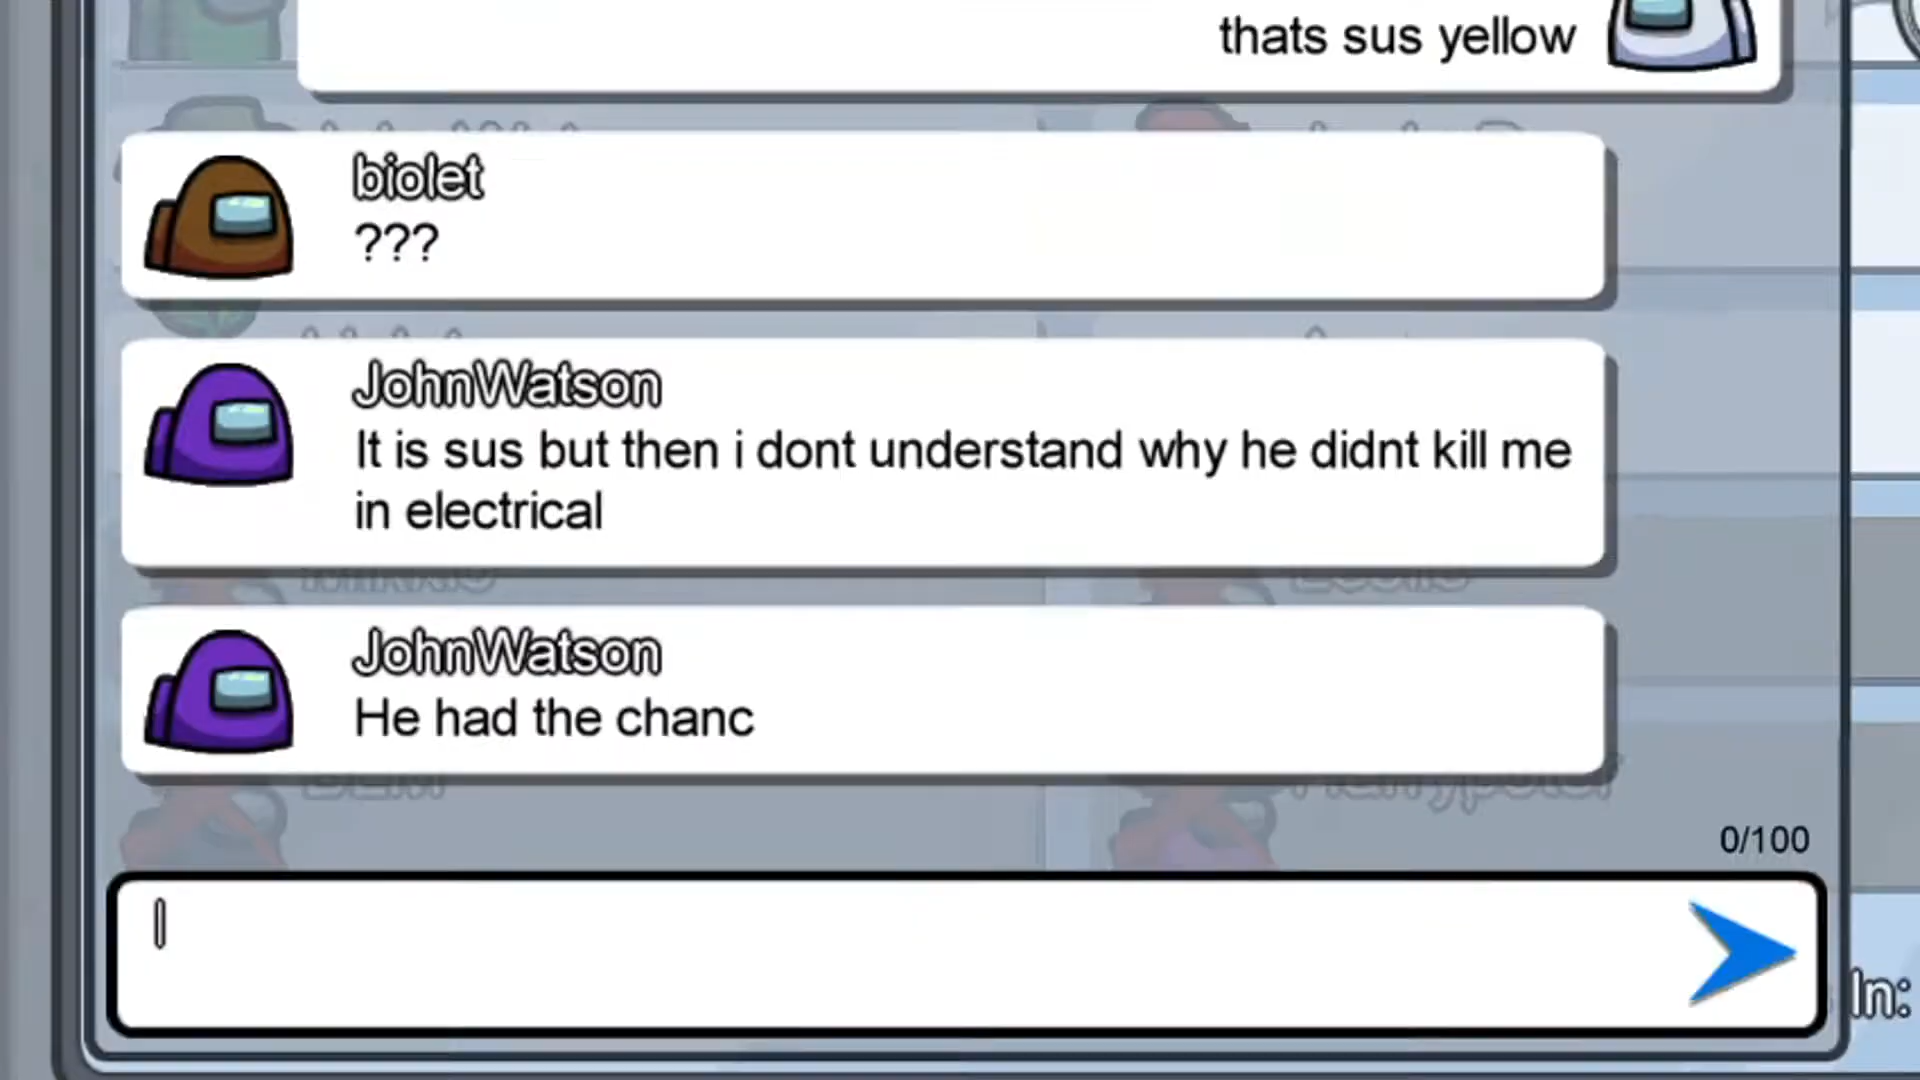 thats sus yellow
biolet
???
JohnWatson
It is sus but then i dont understand why he didnt kill me
in electrical
JohnWatson
He had the chanc
0/100
In: